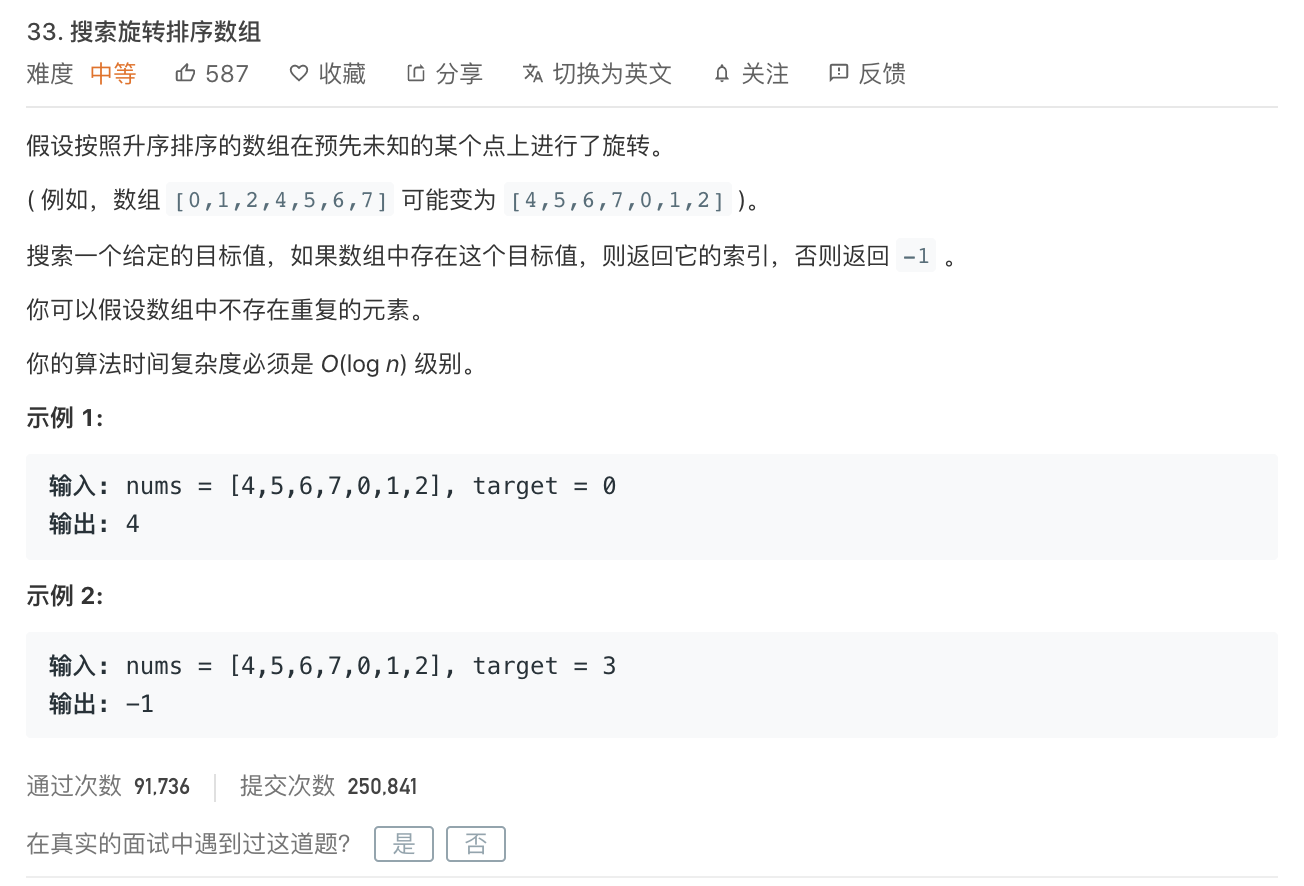 33. 搜索旋转排序数组
难度 中等 587 收藏 分享 切换为英文 关注 反馈
假设按照升序排序的数组在预先未知的某个点上进行了旋转。
( 例如，数组 [0,1,2,4,5,6,7] 可能变为 [4,5,6,7,0,1,2] )。
搜索一个给定的目标值，如果数组中存在这个目标值，则返回它的索引，否则返回 -1 。
你可以假设数组中不存在重复的元素。
你的算法时间复杂度必须是 O(log n) 级别。
示例 1:
输入: nums = [4,5,6,7,0,1,2], target = 0
输出: 4
示例 2:
输入: nums = [4,5,6,7,0,1,2], target = 3
输出: -1
通过次数 91,736 提交次数 250,841
在真实的面试中遇到过这道题? 是 否